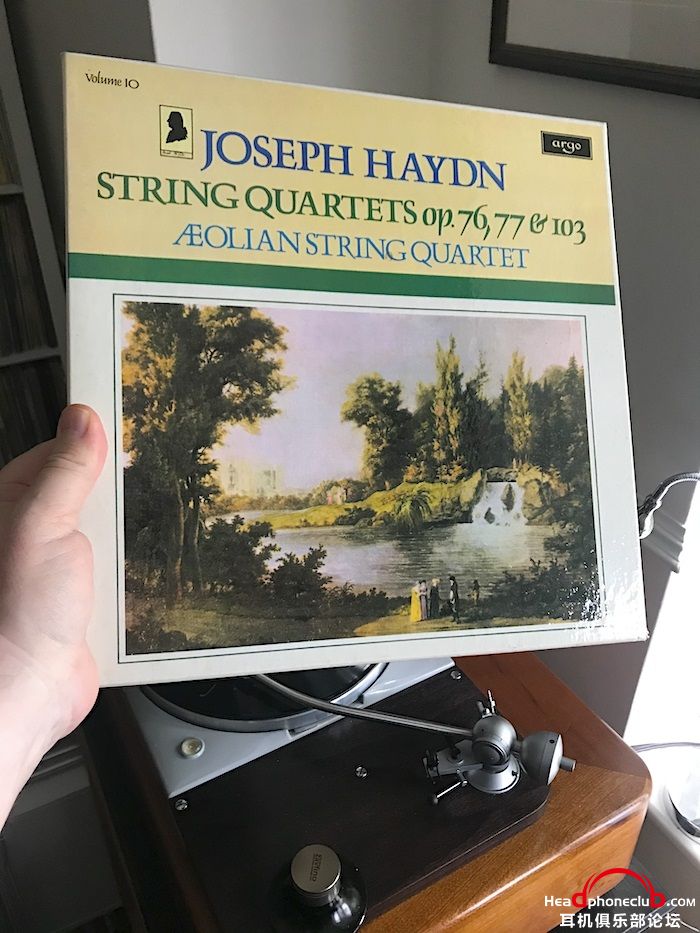 Volume 10
argo
JOSEPH HAYDN
STRING QUARTETS op. 76, 77 & 103
ÆOLIAN STRING QUARTET
Headphoneclub.com
耳机俱乐部论坛